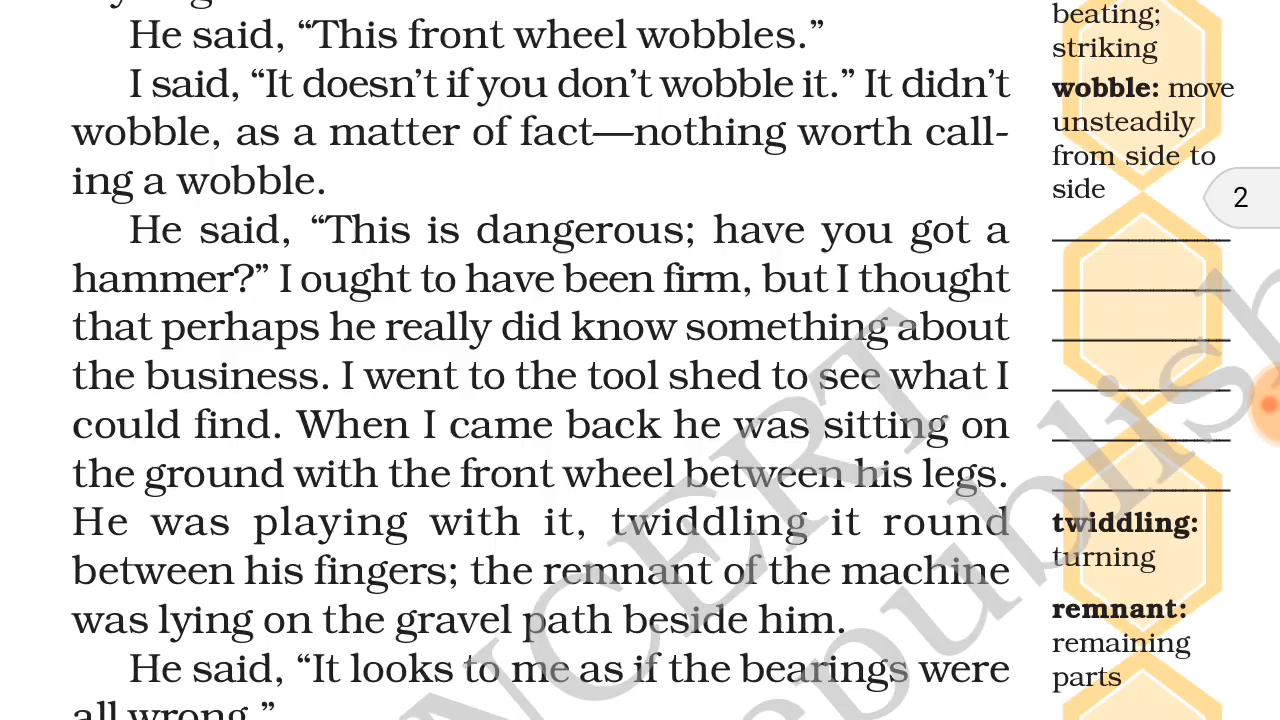 He said, “This front wheel wobbles.”
I said, “It doesn’t if you don’t wobble it.” It didn’t
wobble, as a matter of fact—nothing worth call-
ing a wobble.
He said, “This is dangerous; have you got a
hammer?” I ought to have been firm, but I thought
that perhaps he really did know something about
the business. I went to the tool shed to see what I
could find. When I came back he was sitting on
the ground with the front wheel between his legs.
He was playing with it, twiddling it round
between his fingers; the remnant of the machine
was lying on the gravel path beside him.
He said, “It looks to me as if the bearings were
all wrong.”
beating;
striking
wobble: move
unsteadily
from side to
side
2
twiddling:
turning
remnant:
remaining
parts
NCERT